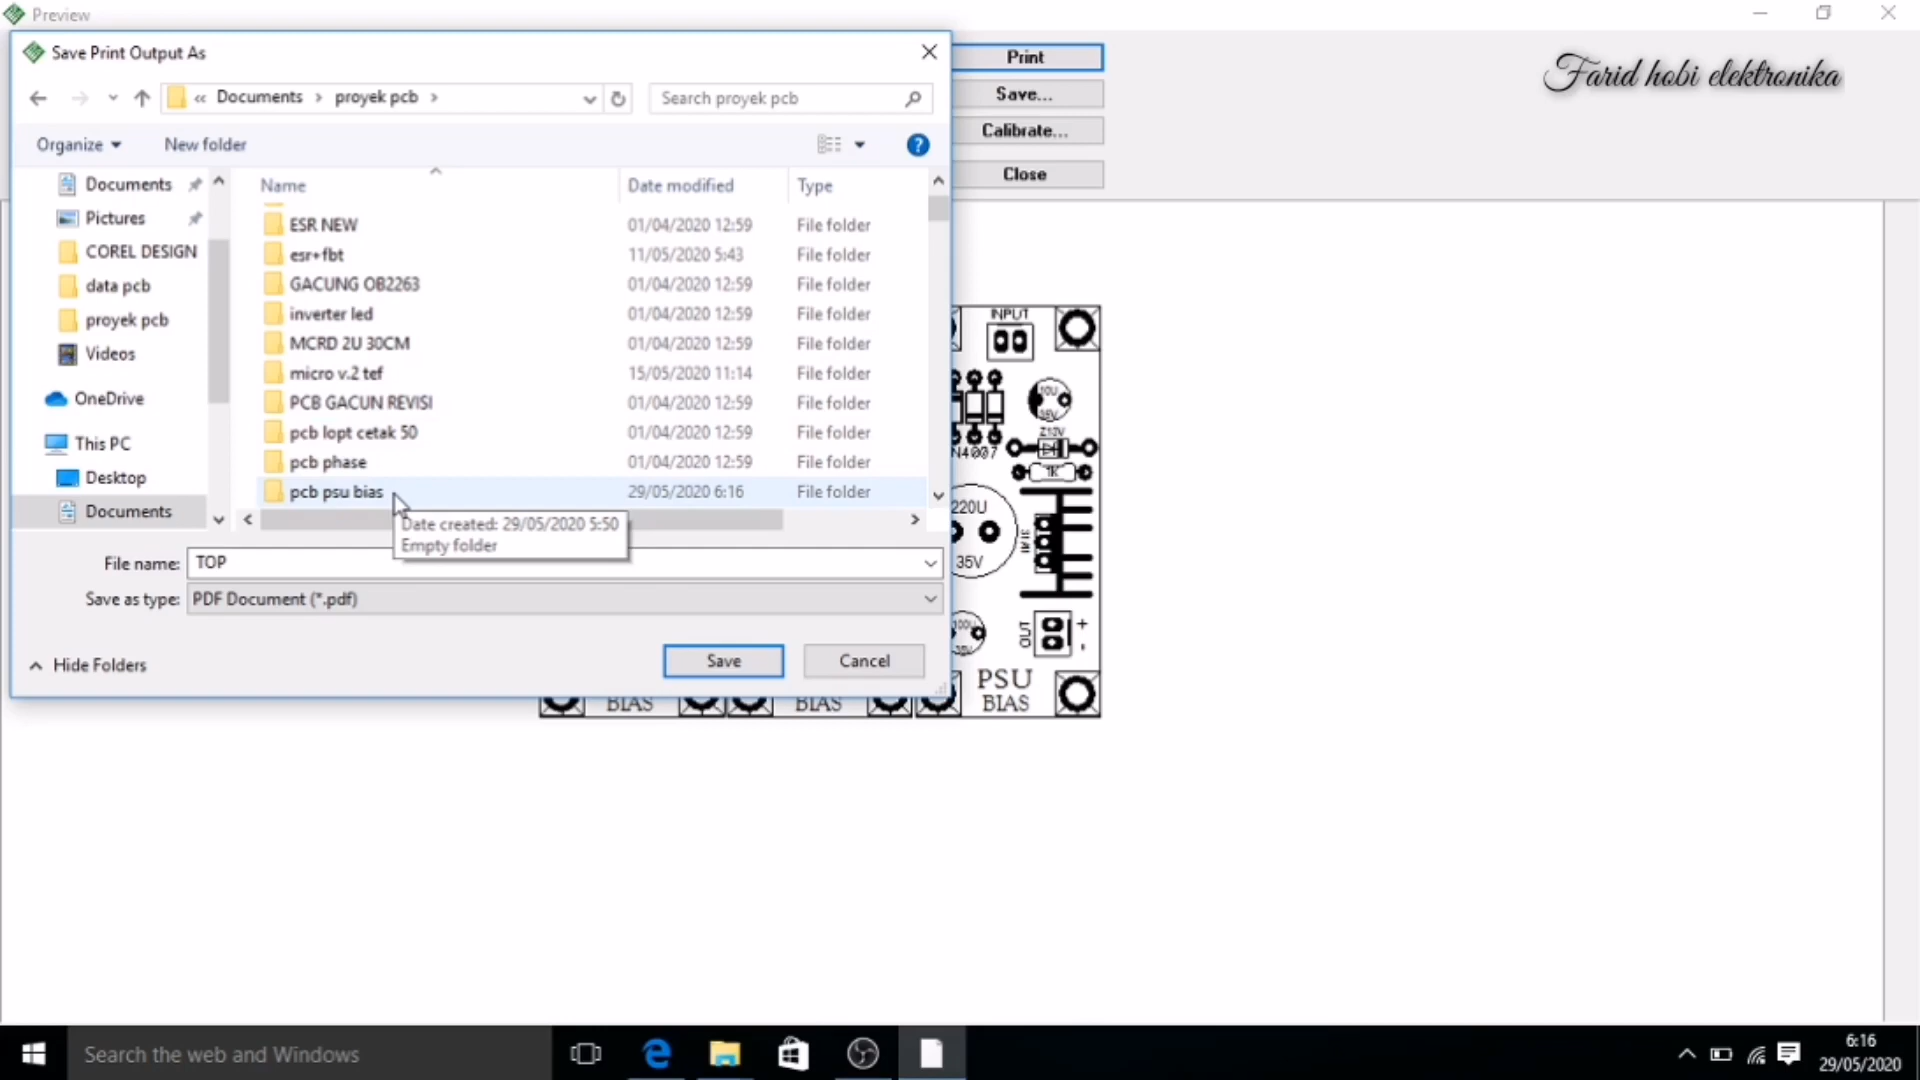 Preview
Save Print Output As
« Documents › proyek pcb ›
Search proyek pcb
Organize
New folder
?
Documents
Pictures
COREL DESIGN
data pcb
proyek pcb
Videos
OneDrive
This PC
Desktop
Documents
Name Date modified Type
ESR NEW 01/04/2020 12:59 File folder
esr+fbt 11/05/2020 5:43 File folder
GACUNG OB2263 01/04/2020 12:59 File folder
inverter led 01/04/2020 12:59 File folder
MCRD 2U 30CM 01/04/2020 12:59 File folder
micro v.2 tef 15/05/2020 11:14 File folder
PCB GACUN REVISI 01/04/2020 12:59 File folder
pcb lopt cetak 50 01/04/2020 12:59 File folder
pcb phase 01/04/2020 12:59 File folder
pcb psu bias 29/05/2020 6:16 File folder
Date created: 29/05/2020 5:50
Empty folder
File name: TOP
Save as type: PDF Document (*.pdf)
Hide Folders
Save
Cancel
Print
Save...
Calibrate...
Close
Farid hobi elektronika
INPUT
10U
35V
Z12V
N4007
1K
220U
35V
100U
35V
OUT
+
-
PSU
BIAS
BIAS
BIAS
Search the web and Windows
6:16
29/05/2020